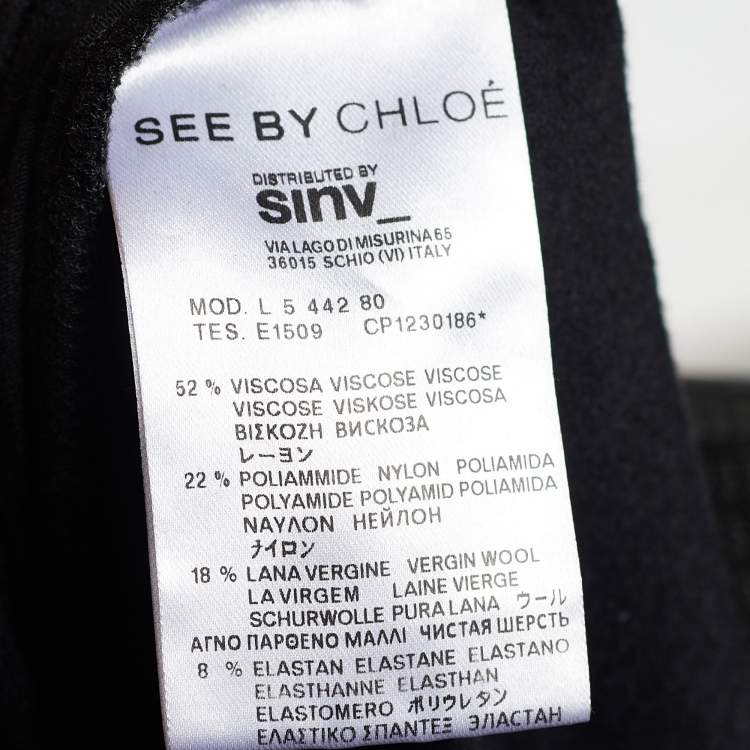 SEE BY CHLOÉ
DISTRIBUTED BY
sinv_
VIA LAGO DI MISURINA 65
36015 SCHIO (VI) ITALY
MOD. L 5 442 80
TES. E1509 CP1230186*
52 % VISCOSA VISCOSE VISCOSE
VISCOSE VISKOSE VISCOSA
ΒΙΣΚΟΖΗ ВИСКОЗА
レーヨン
22 % POLIAMMIDE NYLON POLIAMIDA
POLYAMIDE POLYAMID POLIAMIDA
ΝΑΥΛΟΝ НЕЙЛОН
ナイロン
18 % LANA VERGINE VERGIN WOOL
LA VIRGEM LAINE VIERGE
SCHURWOLLE PURA LANA ウール
ΑΓΝΟ ΠΑΡΘΕΝΟ ΜΑΛΛΙ ЧИСТАЯ ШЕРСТЬ
8 % ELASTAN ELASTANE ELASTANO
ELASTHANNE ELASTHAN
ELASTOMERO ポリウレタン
ΕΛΑΣΤΙΚΟ ΣΠΑΝΤΕΞ ЭЛАСТАН